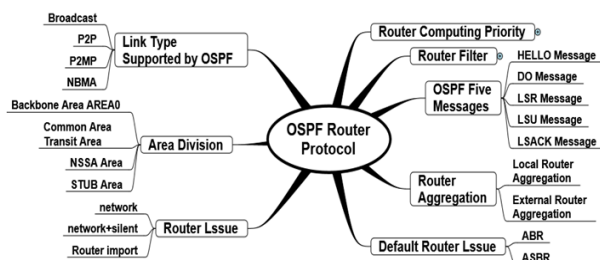 Broadcast
P2P
P2MP
NBMA
Link Type
Supported by OSPF
Backbone Area AREA0
Common Area
Transit Area
NSSA Area
STUB Area
Area Division
network
network+silent
Router import
Router Lssue
OSPF Router
Protocol
Router Computing Priority
Router Filter
OSPF Five
Messages
HELLO Message
DO Message
LSR Message
LSU Message
LSACK Message
Router
Aggregation
Local Router
Aggregation
External Router
Aggregation
Default Router Lssue
ABR
ASBR